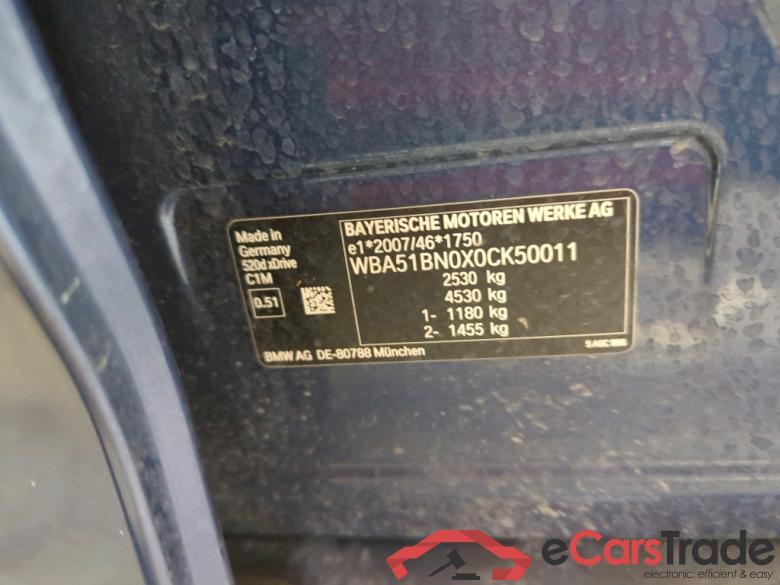 Made in
Germany
520d xDrive
C1M
0.51
BAYERISCHE MOTOREN WERKE AG
e1*2007/46*1750
WBA51BN0X0CK50011
2530 kg
4530 kg
1- 1180 kg
2- 1455 kg
BMW AG DE-80788 München
eCarsTrade
electronic, efficient & easy